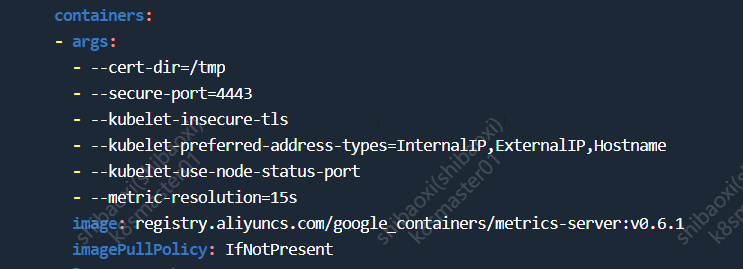 containers:
- args:
- --cert-dir=/tmp
- --secure-port=4443
- --kubelet-insecure-tls
- --kubelet-preferred-address-types=InternalIP,ExternalIP,Hostname
- --kubelet-use-node-status-port
- --metric-resolution=15s
image: registry.aliyuncs.com/google_containers/metrics-server:v0.6.1
imagePullPolicy: IfNotPresent
shibaoxi(shibaoxi)
k8smaster01
shibaoxi(shibaoxi)
k8smaster01
shibaoxi(shibaoxi)